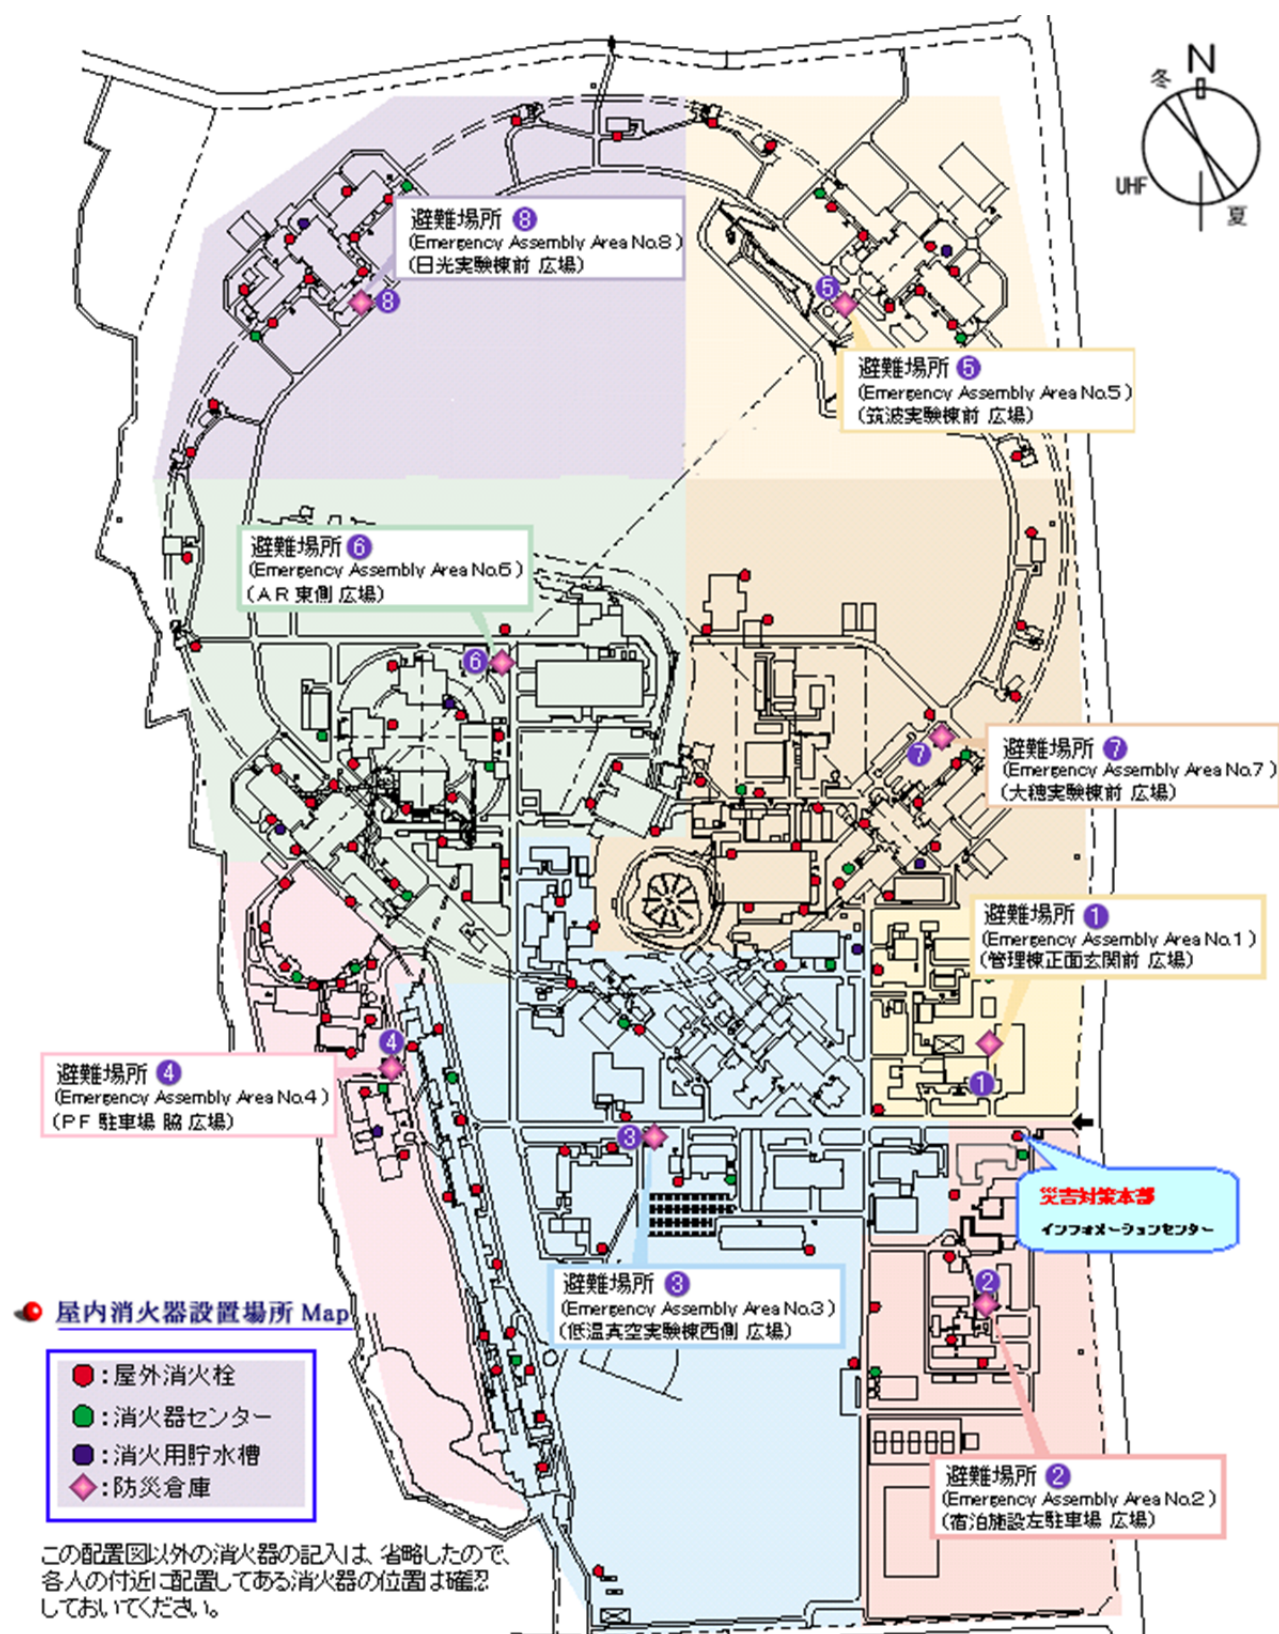 N
冬
UHF
夏
避難場所 8
(Emergency Assembly Area No.8)
(日光実験棟前 広場)
8
5
避難場所 5
(Emergency Assembly Area No.5)
(筑波実験棟前 広場)
避難場所 6
(Emergency Assembly Area No.6)
(AR東側 広場)
6
7
避難場所 7
(Emergency Assembly Area No.7)
(大穂実験棟前 広場)
避難場所 1
(Emergency Assembly Area No.1)
(管理棟正面玄関前 広場)
4
避難場所 4
(Emergency Assembly Area No.4)
(PF 駐車場 脇 広場)
1
3
災害対策本部
インフォメーションセンター
避難場所 3
(Emergency Assembly Area No.3)
(低温真空実験棟西側 広場)
2
屋内消火器設置場所 Map
:屋外消火栓
:消火器センター
:消火用貯水槽
:防災倉庫
避難場所 2
(Emergency Assembly Area No.2)
(宿泊施設左駐車場 広場)
この配置図以外の消火器の記入は、省略したので、
各人の付近に配置してある消火器の位置は確認
しておいてください。